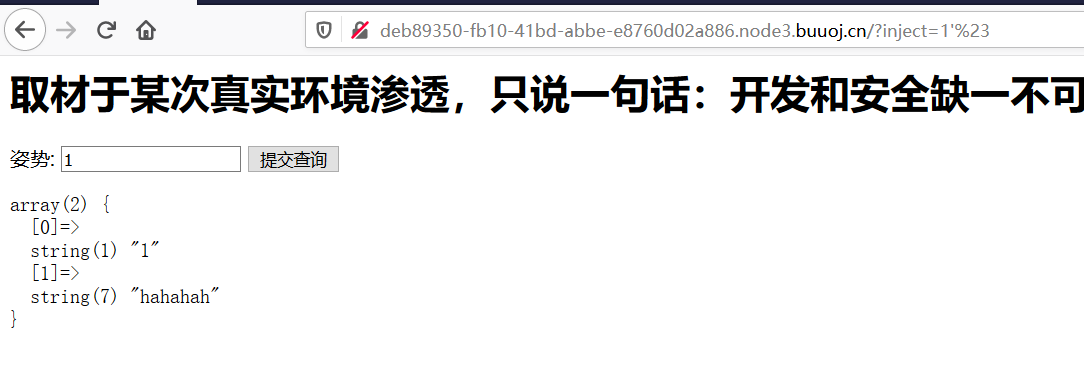 deb89350-fb10-41bd-abbe-e8760d02a886.node3.buuoj.cn/?inject=1'%23
取材于某次真实环境渗透，只说一句话：开发和安全缺一不可
姿势: 1 提交查询
array(2) {
  [0]=>
  string(1) "1"
  [1]=>
  string(7) "hahahah"
}